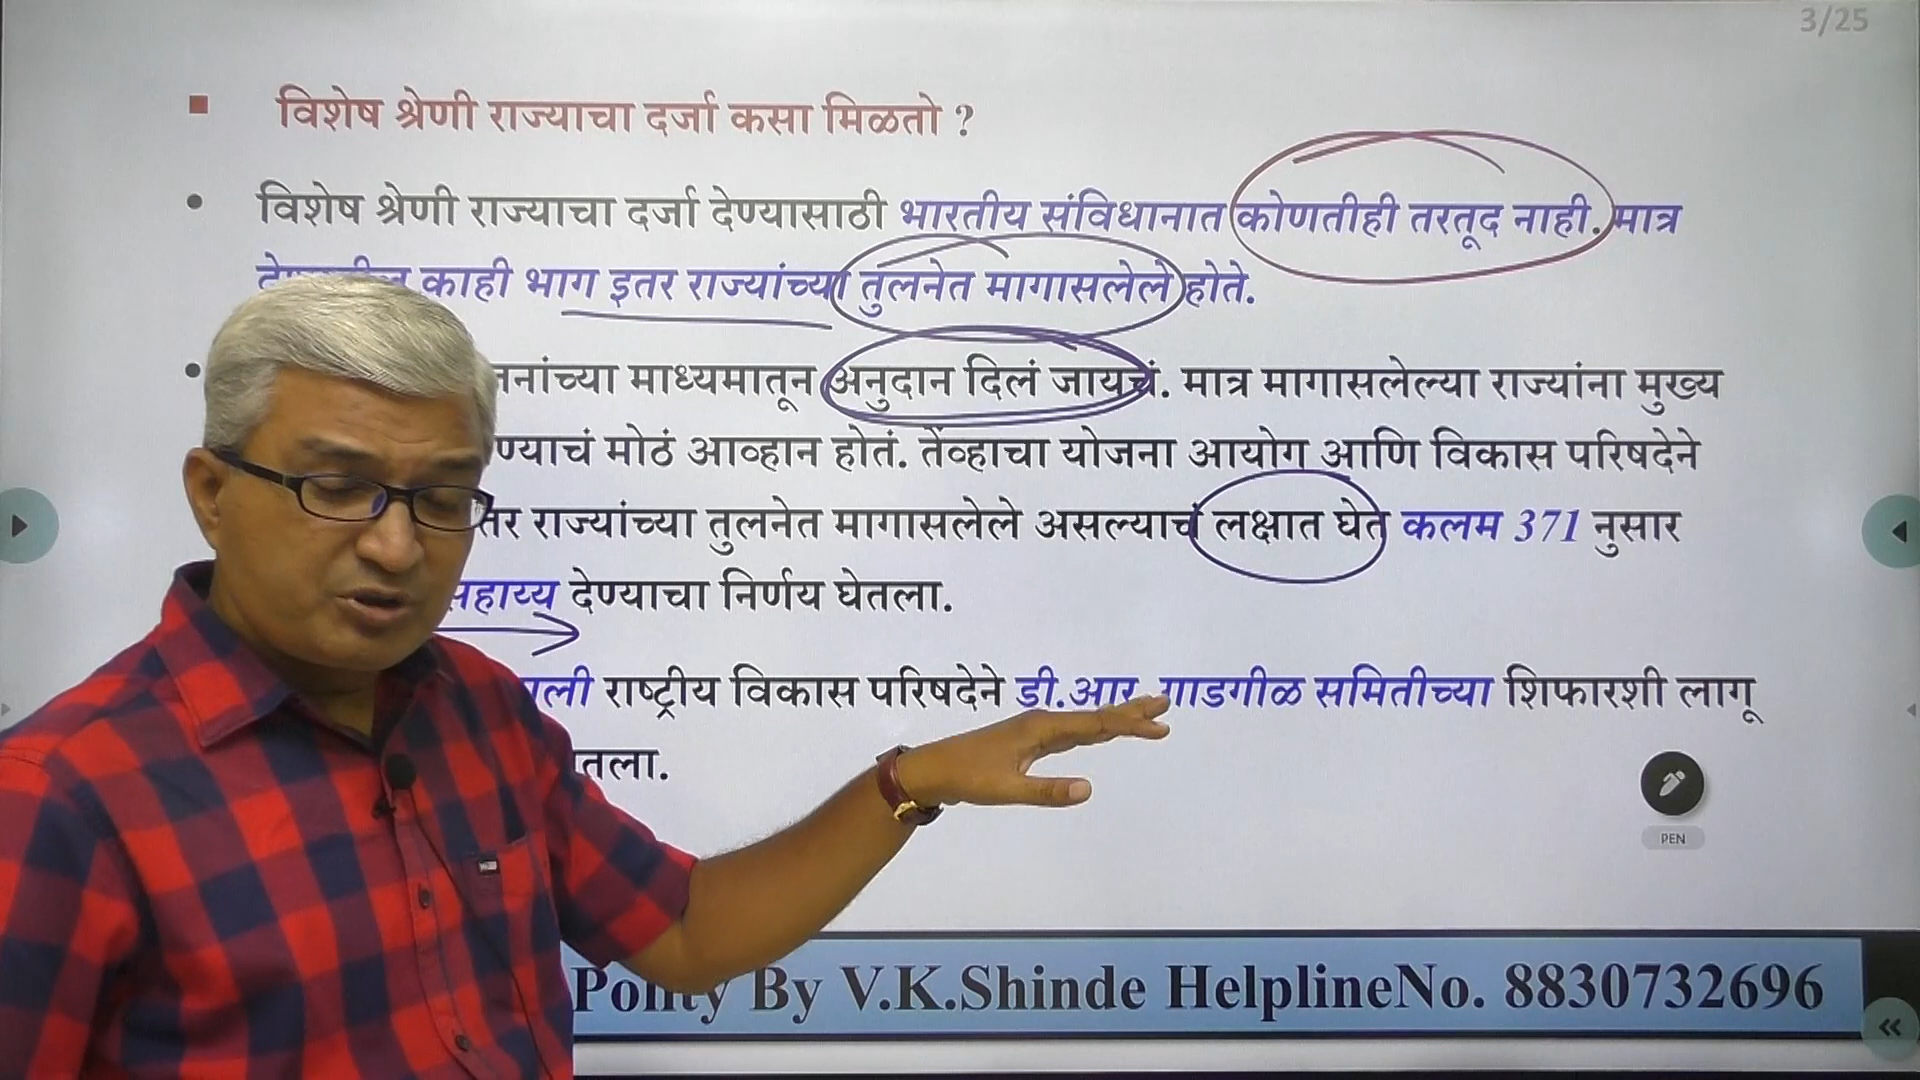 3/25
विशेष श्रेणी राज्याचा दर्जा कसा मिळतो ?
विशेष श्रेणी राज्याचा दर्जा देण्यासाठी भारतीय संविधानात कोणतीही तरतूद नाही. मात्र
काही भाग इतर राज्यांच्या तुलनेत मागासलेले होते.
माध्यमातून अनुदान दिलं जायचं. मात्र मागासलेल्या राज्यांना मुख्य
मोठं आव्हान होतं. तेंव्हाचा योजना आयोग आणि विकास परिषदेने
राज्यांच्या तुलनेत मागासलेले असल्याचं लक्षात घेत कलम 371 नुसार
सहाय्य देण्याचा निर्णय घेतला.
राष्ट्रीय विकास परिषदेने डी.आर. गाडगीळ समितीच्या शिफारशी लागू
PEN
Polity By V.K.Shinde HelplineNo. 8830732696